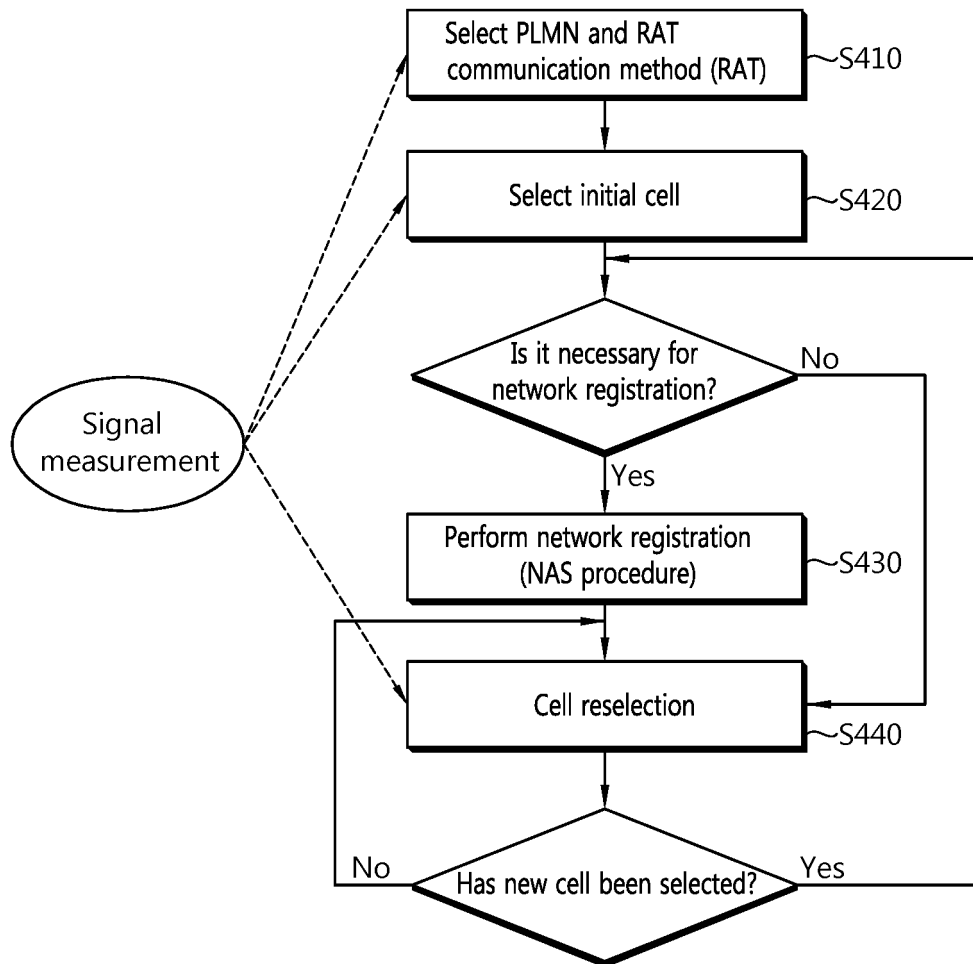 Select PLMN and RAT
communication method (RAT)
S410
Select initial cell
S420
Is it necessary for
network registration?
No
Yes
Signal
measurement
Perform network registration
(NAS procedure)
S430
Cell reselection
S440
Has new cell been selected?
No
Yes